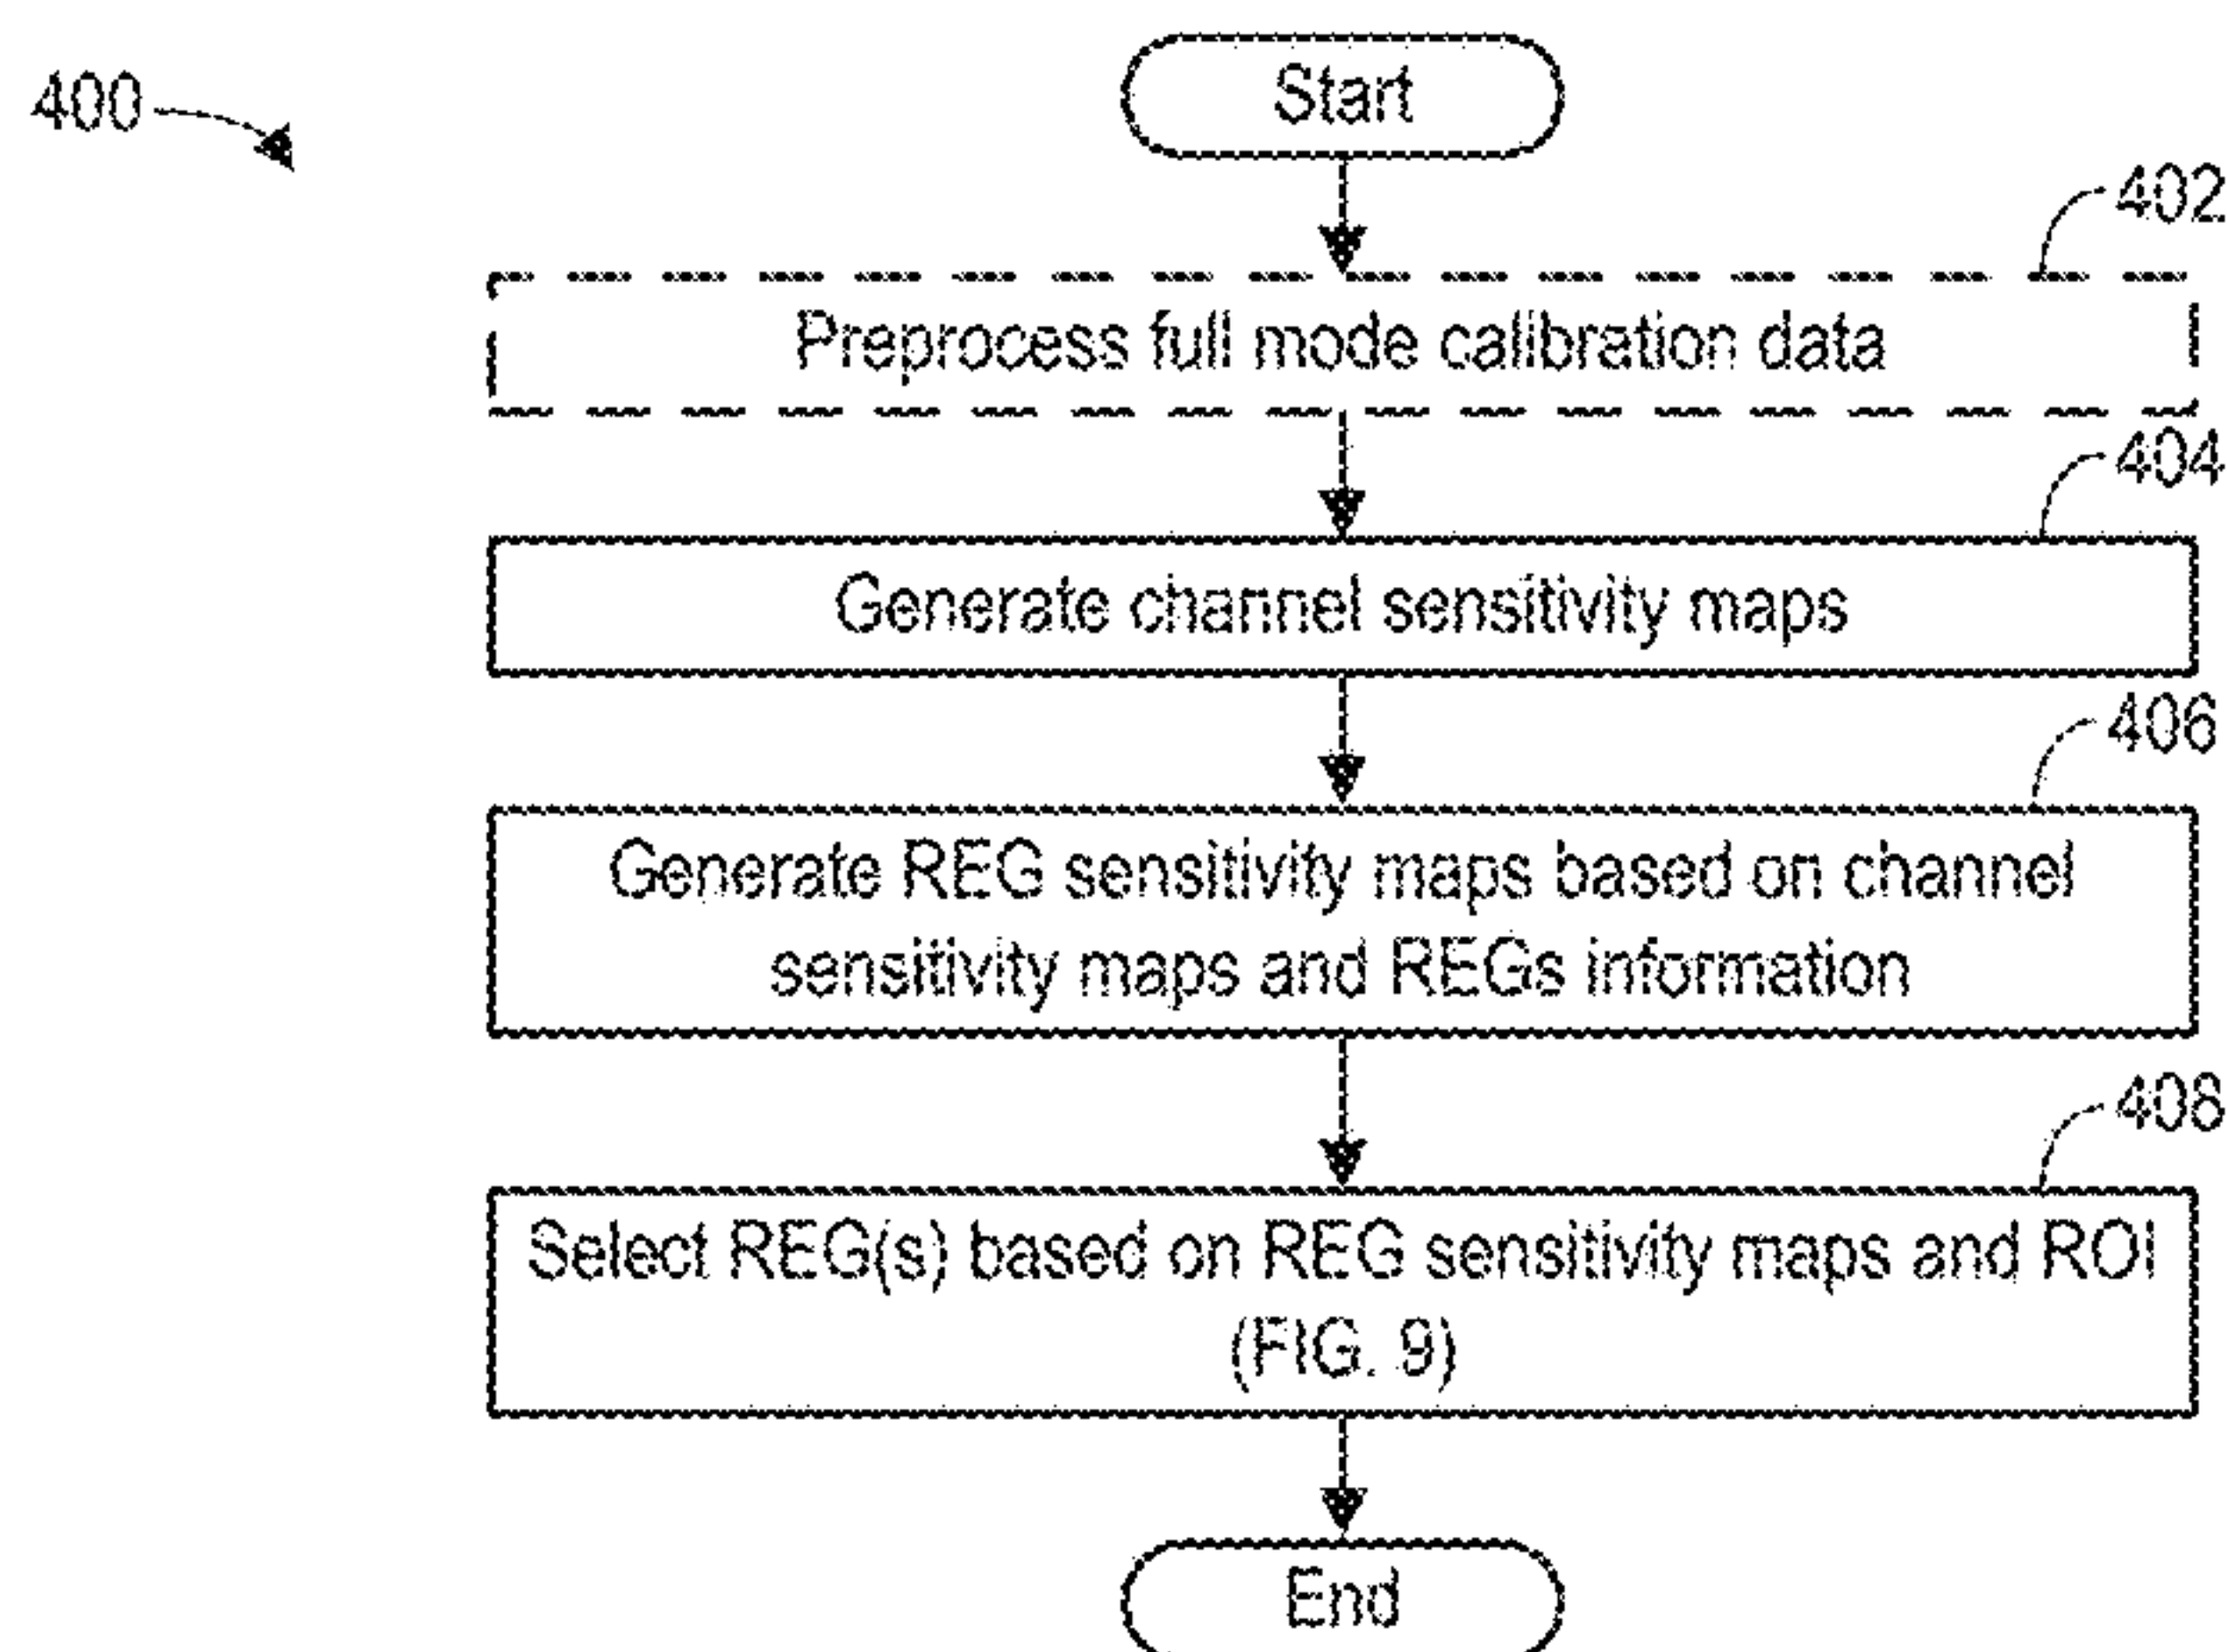 400
Start
402
Preprocess full mode calibration data
404
Generate channel sensitivity maps
406
Generate REG sensitivity maps based on channel
sensitivity maps and REGs information
408
Select REG(s) based on REG sensitivity maps and ROI
(FIG. 9)
End